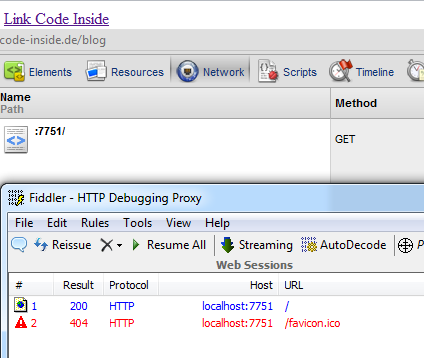 Link Code Inside
code-inside.de/blog
Elements Resources Network Scripts Timeline
Name Method
Path
:7751/ GET
Fiddler - HTTP Debugging Proxy
File Edit Rules Tools View Help
Reissue Resume All Streaming AutoDecode
Web Sessions
# Result Protocol Host URL
1 200 HTTP localhost:7751 /
2 404 HTTP localhost:7751 /favicon.ico